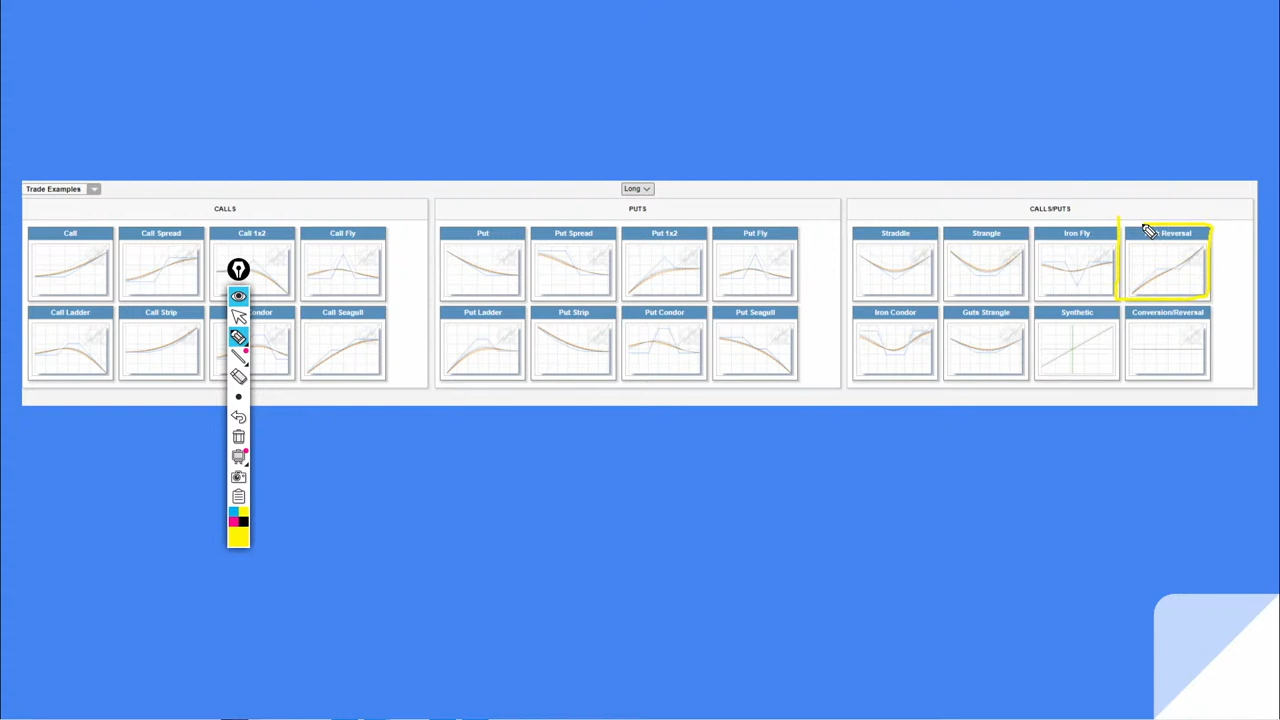 Trade Examples
Long
CALLS
PUTS
CALLS/PUTS
Call
Call Spread
Call 1x2
Call Fly
Put
Put Spread
Put 1x2
Put Fly
Straddle
Strangle
Iron Fly
Reversal
Call Ladder
Call Strip
ondor
Call Seagull
Put Ladder
Put Strip
Put Condor
Put Seagull
Iron Condor
Guts Strangle
Synthetic
Conversion/Reversal